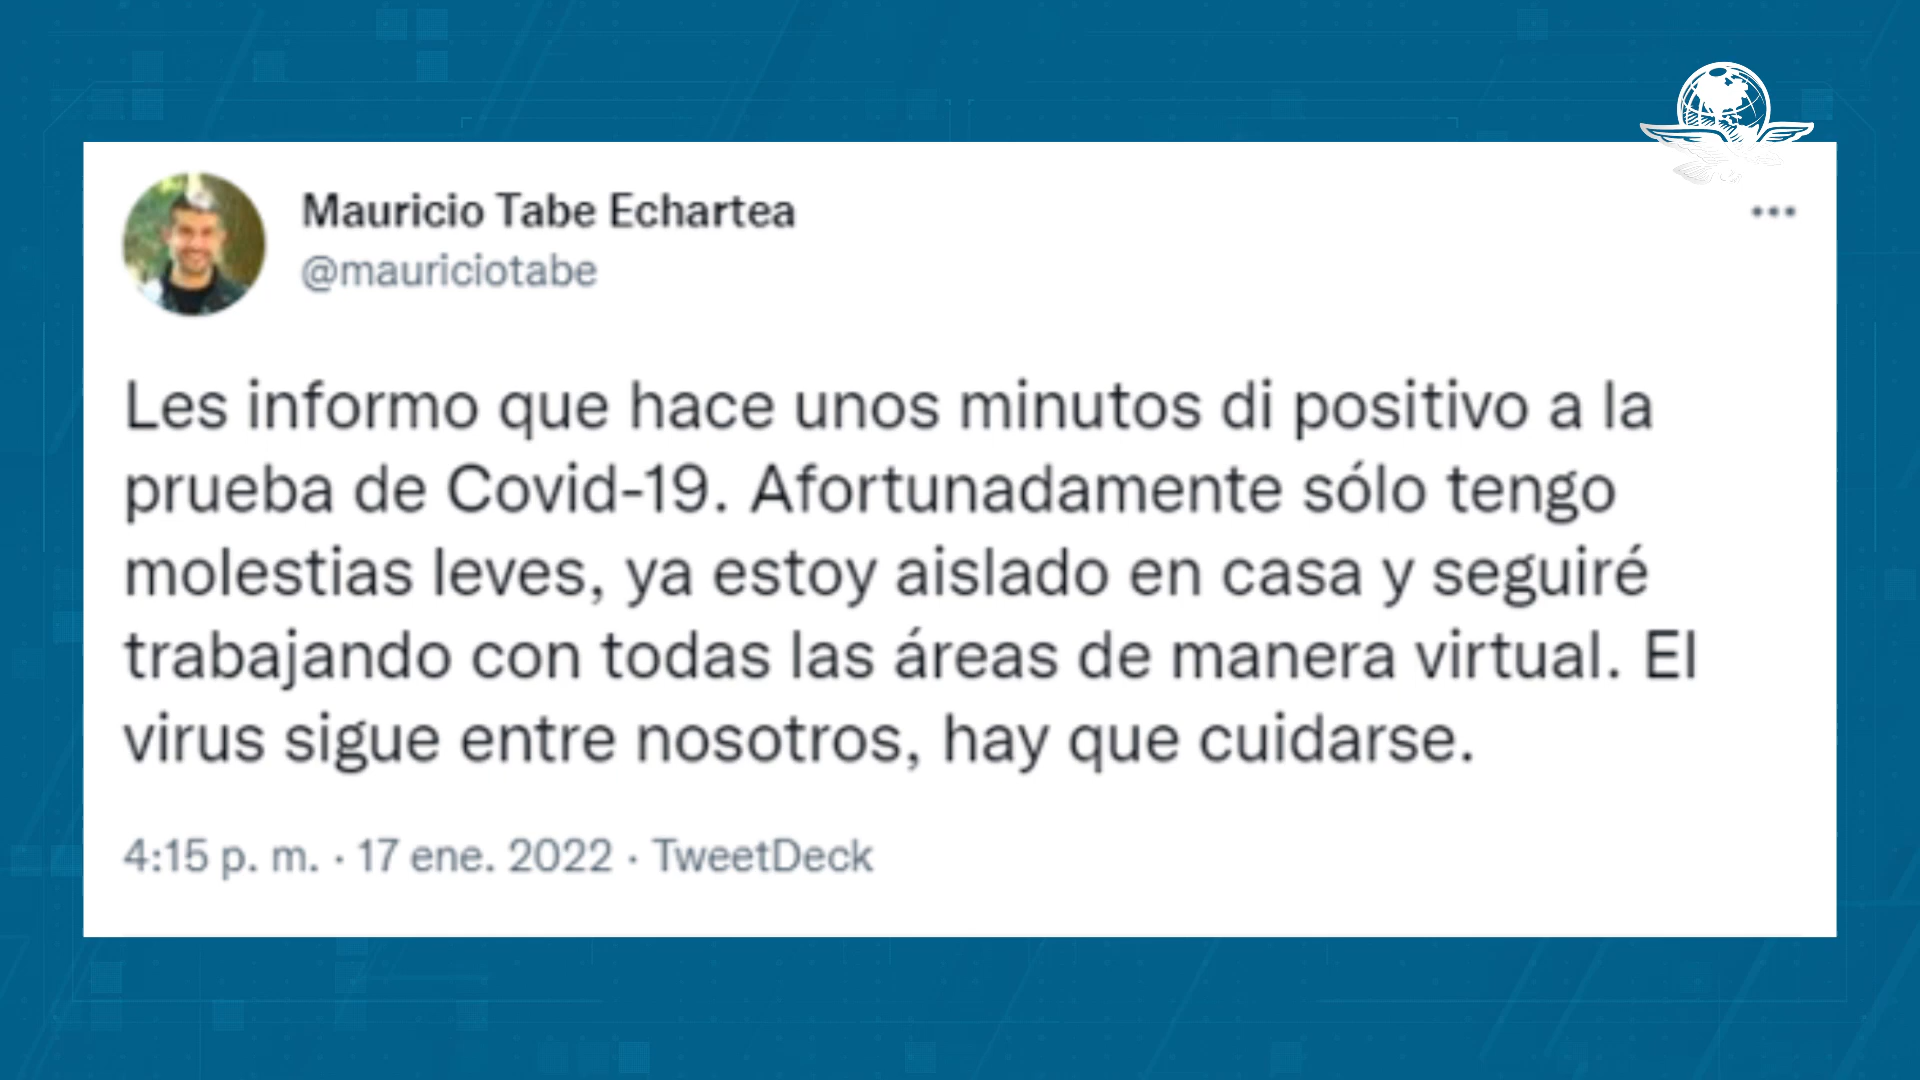 Mauricio Tabe Echartea
@mauriciotabe
Les informo que hace unos minutos di positivo a la
prueba de Covid-19. Afortunadamente sólo tengo
molestias leves, ya estoy aislado en casa y seguiré
trabajando con todas las áreas de manera virtual. El
virus sigue entre nosotros, hay que cuidarse.
4:15 p. m. · 17 ene. 2022 · TweetDeck